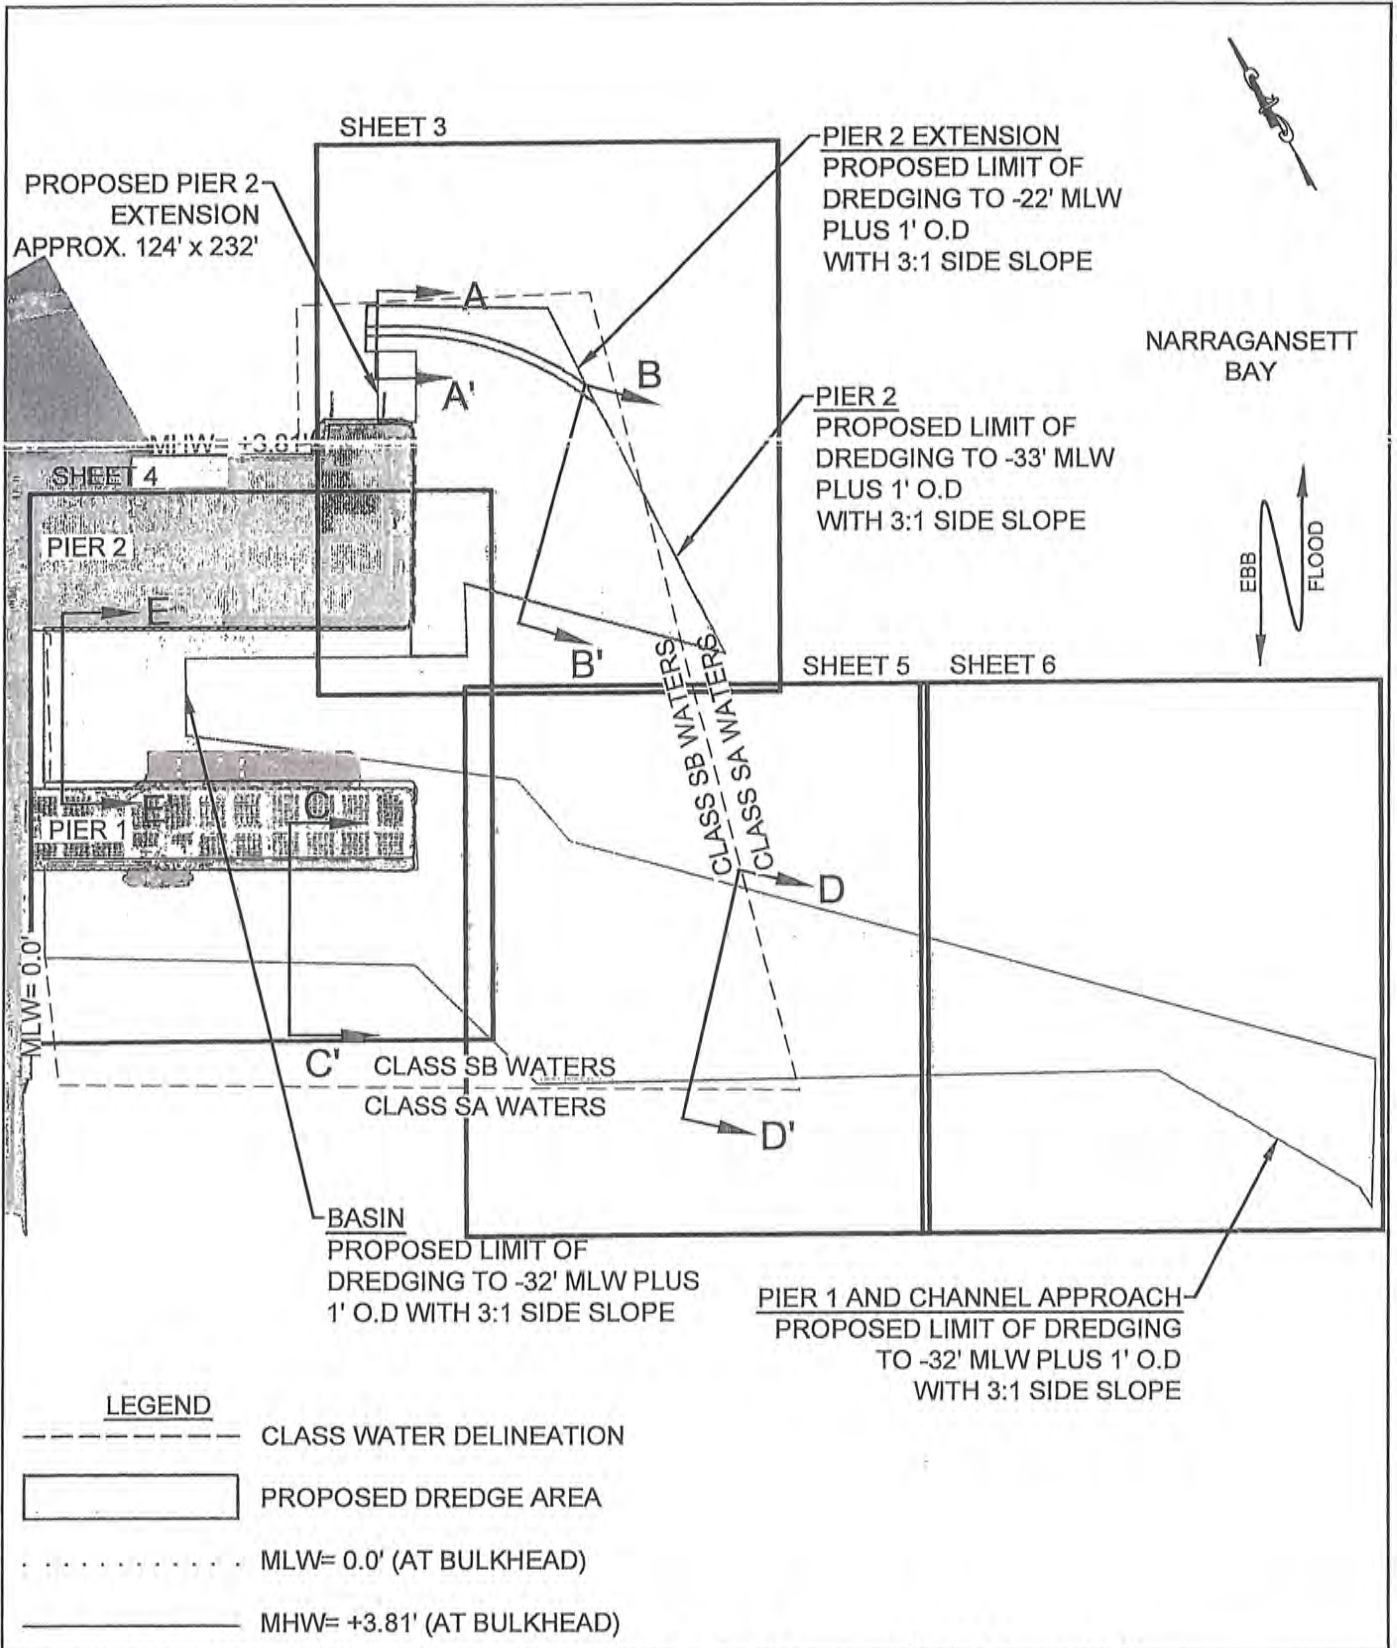 SHEET 3
PIER 2 EXTENSION
PROPOSED LIMIT OF
DREDGING TO -22' MLW
PLUS 1' O.D
WITH 3:1 SIDE SLOPE
PROPOSED PIER 2
EXTENSION
APPROX. 124' x 232'
A
A'
B
NARRAGANSETT
BAY
PIER 2
PROPOSED LIMIT OF
DREDGING TO -33' MLW
PLUS 1' O.D
WITH 3:1 SIDE SLOPE
MHW= +3.81'
SHEET 4
PIER 2
EBB
FLOOD
E
B'
SHEET 5
SHEET 6
CLASS SB WATERS
CLASS SA WATERS
E'
C
PIER 1
D
MLW= 0.0'
C'
CLASS SB WATERS
CLASS SA WATERS
D'
BASIN
PROPOSED LIMIT OF
DREDGING TO -32' MLW PLUS
1' O.D WITH 3:1 SIDE SLOPE
PIER 1 AND CHANNEL APPROACH
PROPOSED LIMIT OF DREDGING
TO -32' MLW PLUS 1' O.D
WITH 3:1 SIDE SLOPE
LEGEND
CLASS WATER DELINEATION
PROPOSED DREDGE AREA
MLW= 0.0' (AT BULKHEAD)
MHW= +3.81' (AT BULKHEAD)